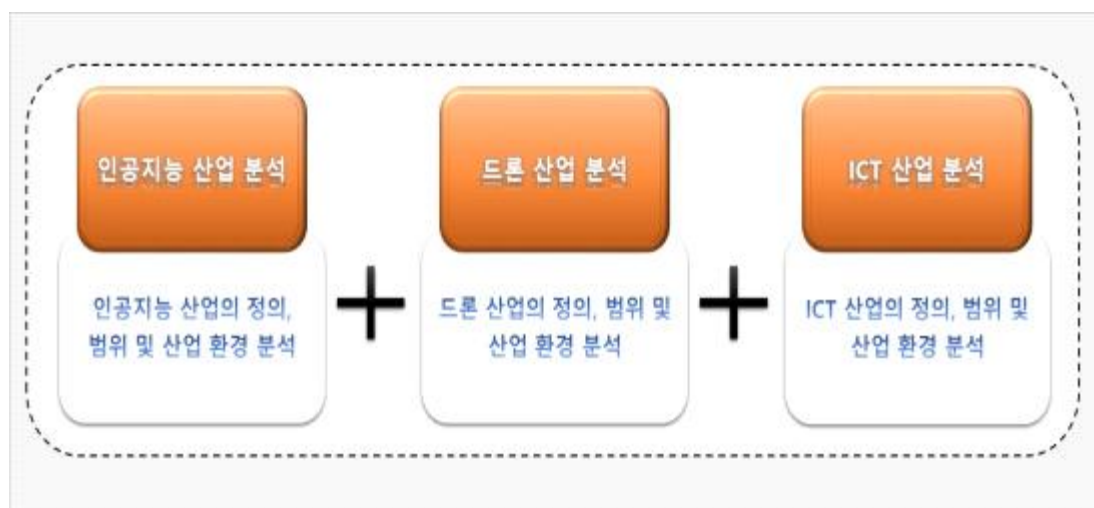 인공지능 산업 분석
인공지능 산업의 정의,
범위 및 산업 환경 분석
드론 산업 분석
드론 산업의 정의, 범위 및
산업 환경 분석
ICT 산업 분석
ICT 산업의 정의, 범위 및
산업 환경 분석